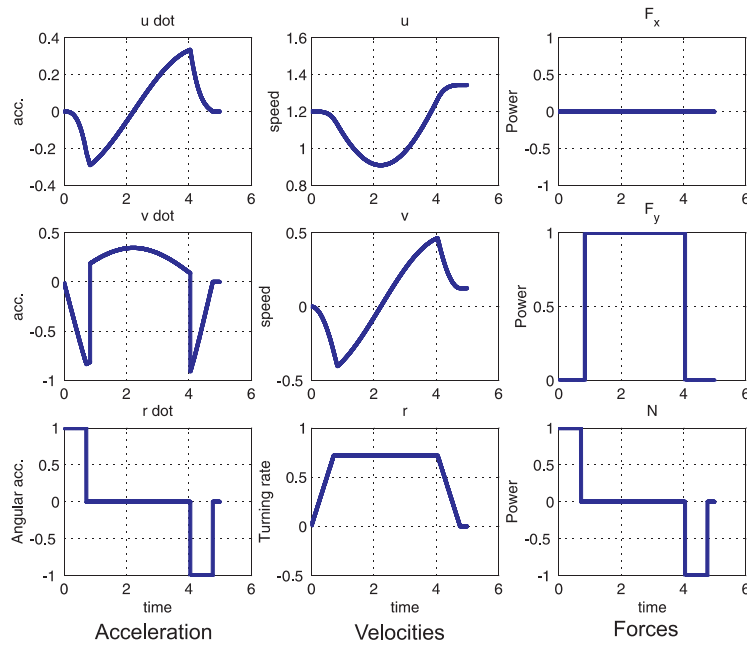 u dot
u
F_x
0.4
0.2
0
-0.2
-0.4
acc.
0 2 4 6
1.6
1.4
1.2
1
0.8
speed
0 2 4 6
1
0.5
0
-0.5
-1
Power
0 2 4 6
v dot
v
F_y
0.5
0
-0.5
-1
acc.
0 2 4 6
0.5
0
-0.5
speed
0 2 4 6
1
0.5
0
Power
0 2 4 6
r dot
r
N
1
0.5
0
-0.5
-1
Angular acc.
0 2 4 6
time
1
0.5
0
-0.5
Turning rate
0 2 4 6
time
1
0.5
0
-0.5
-1
Power
0 2 4 6
time
Acceleration
Velocities
Forces